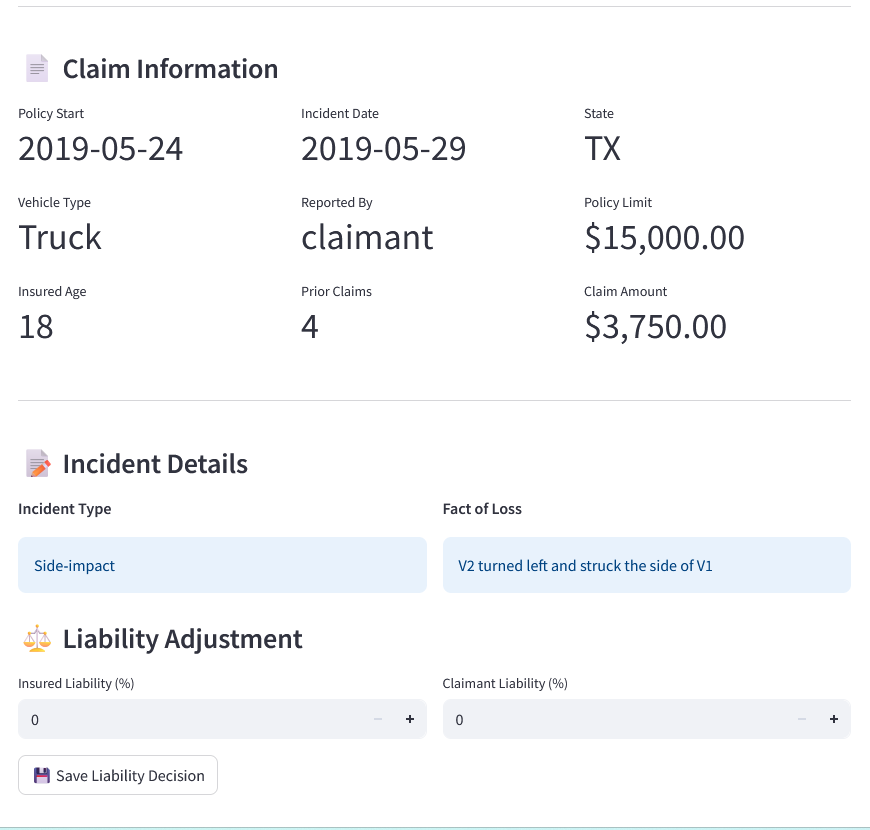 Claim Information
Policy Start
Incident Date
State
2019-05-24
2019-05-29
TX
Vehicle Type
Reported By
Policy Limit
Truck
claimant
$15,000.00
Insured Age
Prior Claims
Claim Amount
18
4
$3,750.00
Incident Details
Incident Type
Fact of Loss
Side-impact
V2 turned left and struck the side of V1
Liability Adjustment
Insured Liability (%)
Claimant Liability (%)
0
0
Save Liability Decision